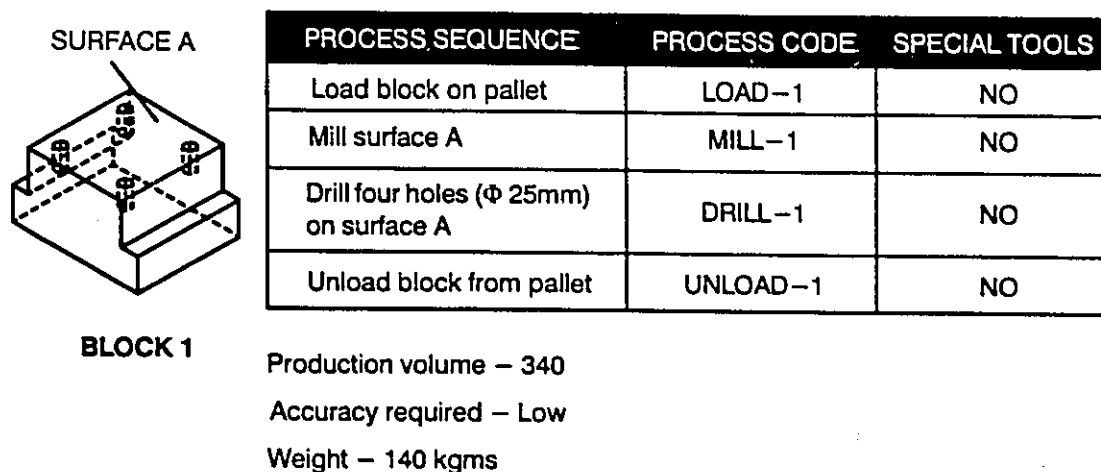 SURFACE A
PROCESS SEQUENCE PROCESS CODE SPECIAL TOOLS
Load block on pallet LOAD–1 NO
Mill surface A MILL–1 NO
Drill four holes (Φ 25mm)
on surface A DRILL–1 NO
Unload block from pallet UNLOAD–1 NO
BLOCK 1
Production volume – 340
Accuracy required – Low
Weight – 140 kgms